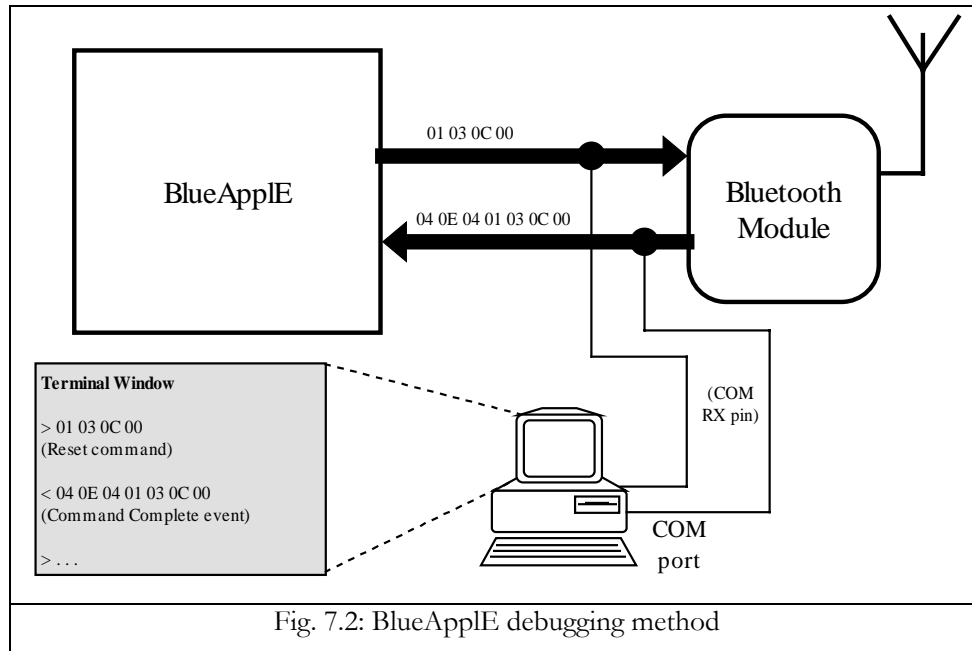 01 03 0C 00
BlueApplE
Bluetooth
Module
04 0E 04 01 03 0C 00
Terminal Window
> 01 03 0C 00
(Reset command)
< 04 0E 04 01 03 0C 00
(Command Complete event)
> . . .
(COM
RX pin)
COM
port
Fig. 7.2: BlueApplE debugging method